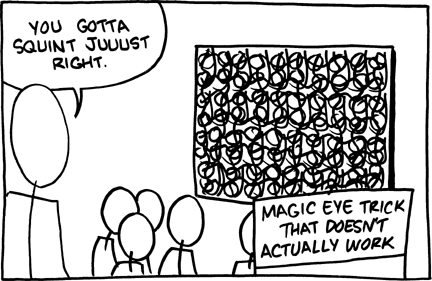 YOU GOTTA
SQUINT JUUUST
RIGHT.
MAGIC EYE TRICK
THAT DOESN'T
ACTUALLY WORK